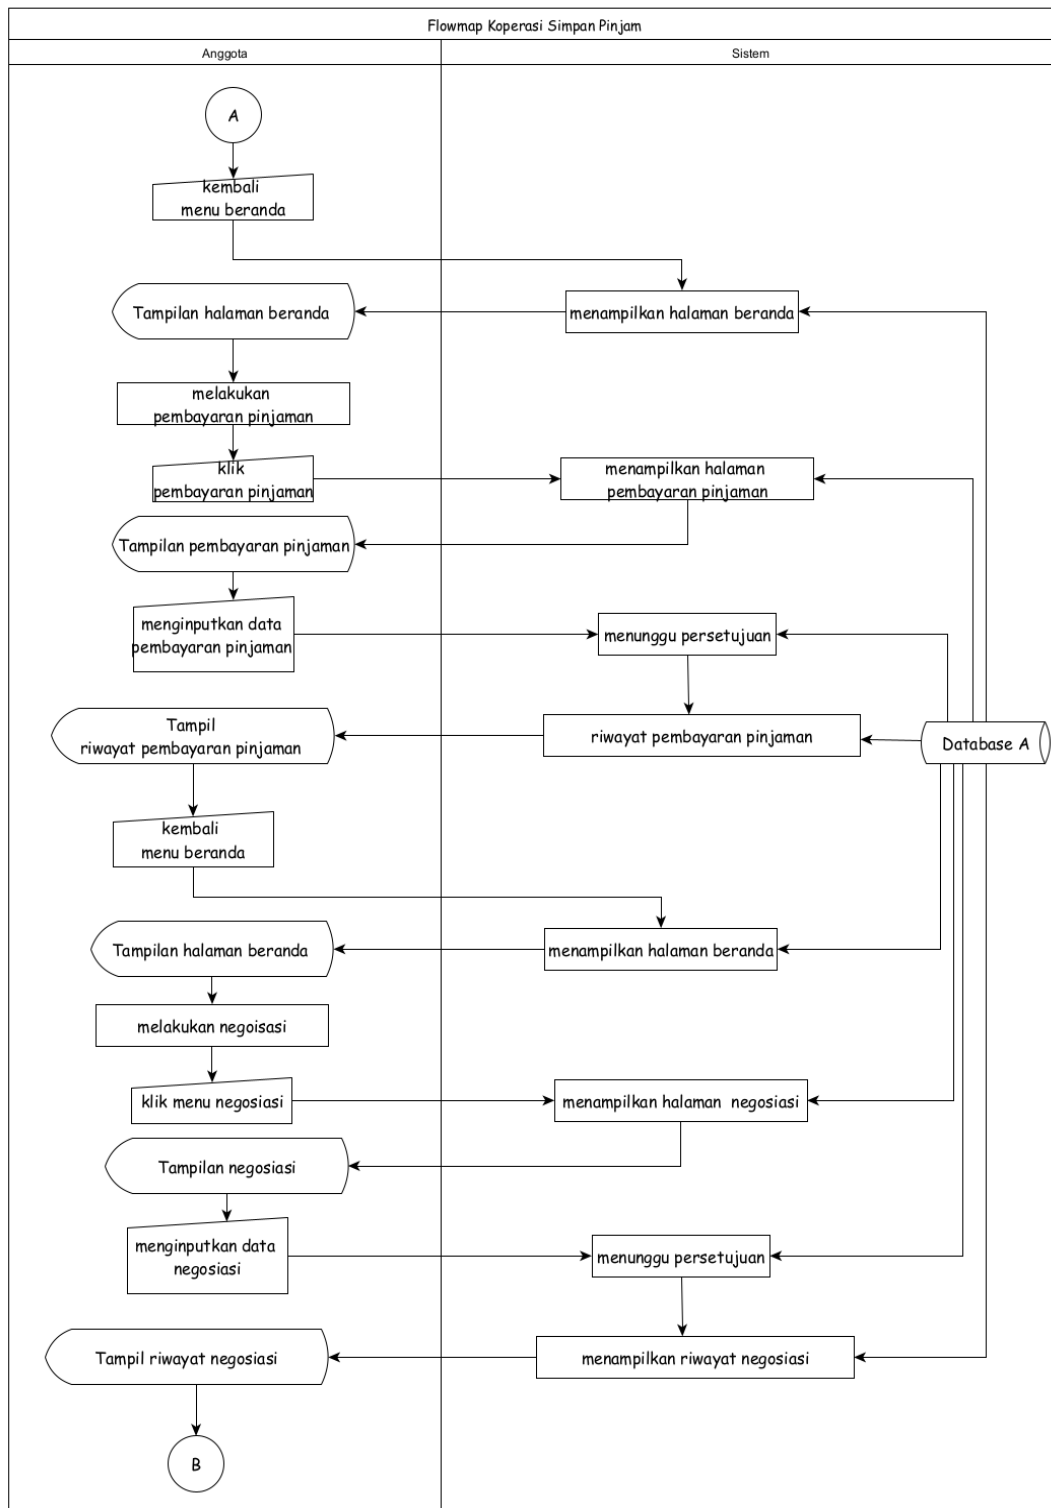 Flowmap Koperasi Simpan Pinjam
Anggota
Sistem
A
kembali
menu beranda
Tampilan halaman beranda
menampilkan halaman beranda
melakukan
pembayaran pinjaman
klik
pembayaran pinjaman
menampilkan halaman
pembayaran pinjaman
Tampilan pembayaran pinjaman
menginputkan data
pembayaran pinjaman
menunggu persetujuan
Tampil
riwayat pembayaran pinjaman
riwayat pembayaran pinjaman
Database A
kembali
menu beranda
Tampilan halaman beranda
menampilkan halaman beranda
melakukan negoisasi
klik menu negosiasi
menampilkan halaman negosiasi
Tampilan negosiasi
menginputkan data
negosiasi
menunggu persetujuan
Tampil riwayat negosiasi
menampilkan riwayat negosiasi
B